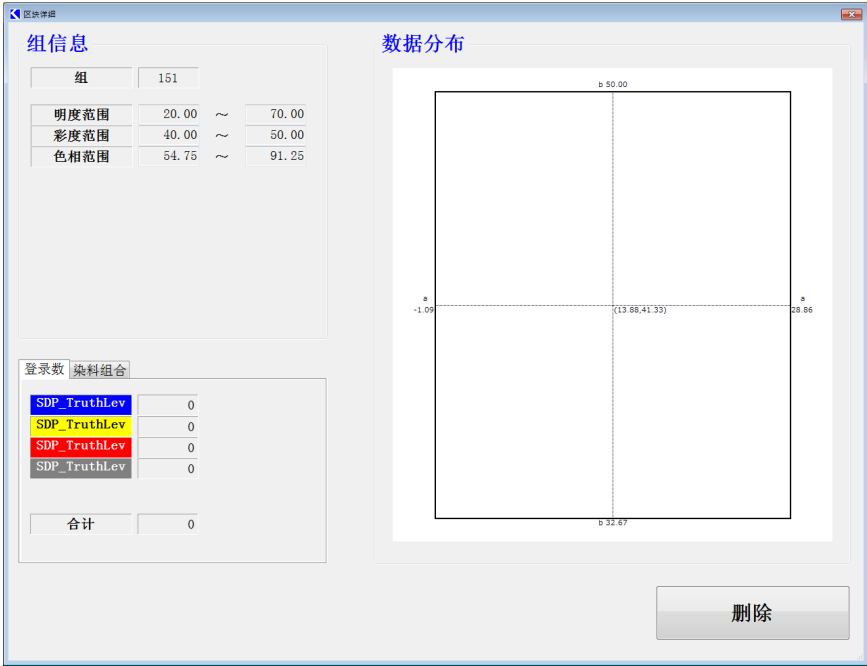 区块详细
组信息
组 151
明度范围 20.00 ～ 70.00
彩度范围 40.00 ～ 50.00
色相范围 54.75 ～ 91.25
登录数 染料组合
SDP_TruthLev 0
SDP_TruthLev 0
SDP_TruthLev 0
SDP_TruthLev 0
合计 0
数据分布
b 50.00
a a
-1.09 (13.88,41.33) 28.86
b 32.67
删除